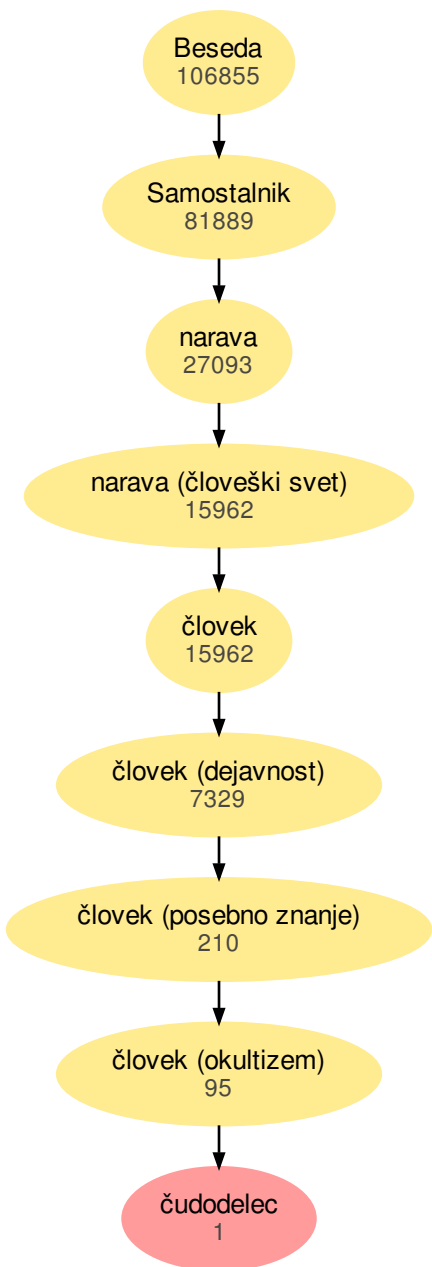 Beseda
106855
Samostalnik
81889
narava
27093
narava (človeški svet)
15962
človek
15962
človek (dejavnost)
7329
človek (posebno znanje)
210
človek (okultizem)
95
čudodelec
1